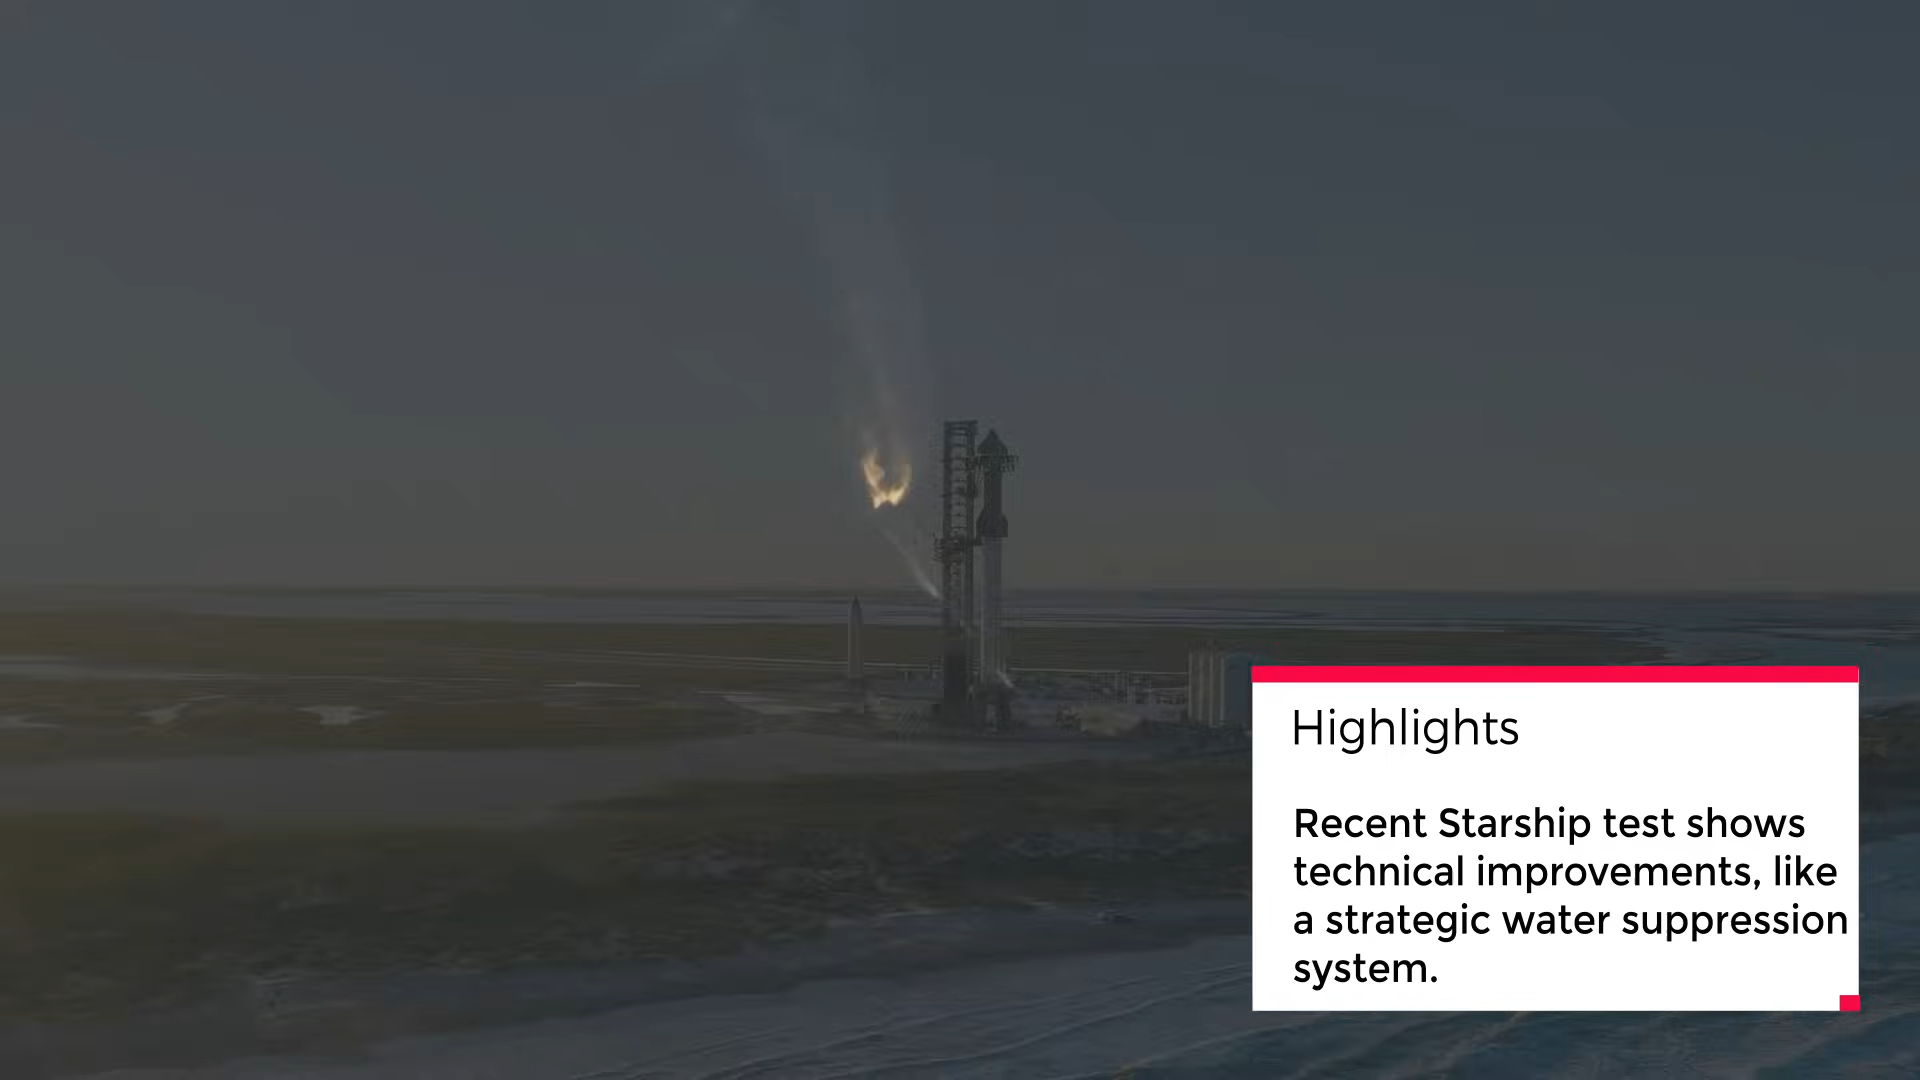 Highlights
Recent Starship test shows
technical improvements, like
a strategic water suppression
system.